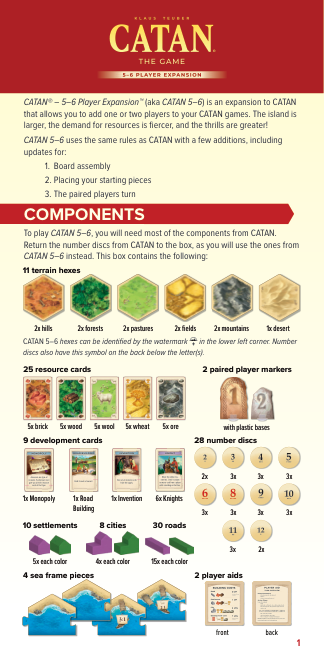 KLAUS TEUBER
CATAN®
THE GAME
5–6 PLAYER EXPANSION
CATAN® – 5–6 Player Expansion™ (aka CATAN 5–6) is an expansion to CATAN
that allows you to add one or two players to your CATAN games. The island is
larger, the demand for resources is fiercer, and the thrills are greater!
CATAN 5–6 uses the same rules as CATAN with a few additions, including
updates for:
1. Board assembly
2. Placing your starting pieces
3. The paired players turn
COMPONENTS
To play CATAN 5–6, you will need most of the components from CATAN.
Return the number discs from CATAN to the box, as you will use the ones from
CATAN 5–6 instead. This box contains the following:
11 terrain hexes
2x hills 2x forests 2x pastures 2x fields 2x mountains 1x desert
CATAN 5–6 hexes can be identified by the watermark in the lower left corner. Number
discs also have this symbol on the back below the letter(s).
25 resource cards
5x brick 5x wood 5x wool 5x wheat 5x ore
2 paired player markers
1 2
with plastic bases
9 development cards
1x Monopoly 1x Road Building 1x Invention 6x Knights
28 number discs
2 3 4 5
2x 3x 3x 3x
6 8 9 10
3x 3x 3x 3x
11 12
3x 2x
10 settlements 8 cities 30 roads
5x each color 4x each color 15x each color
4 sea frame pieces
3:1
2 player aids
front back
1